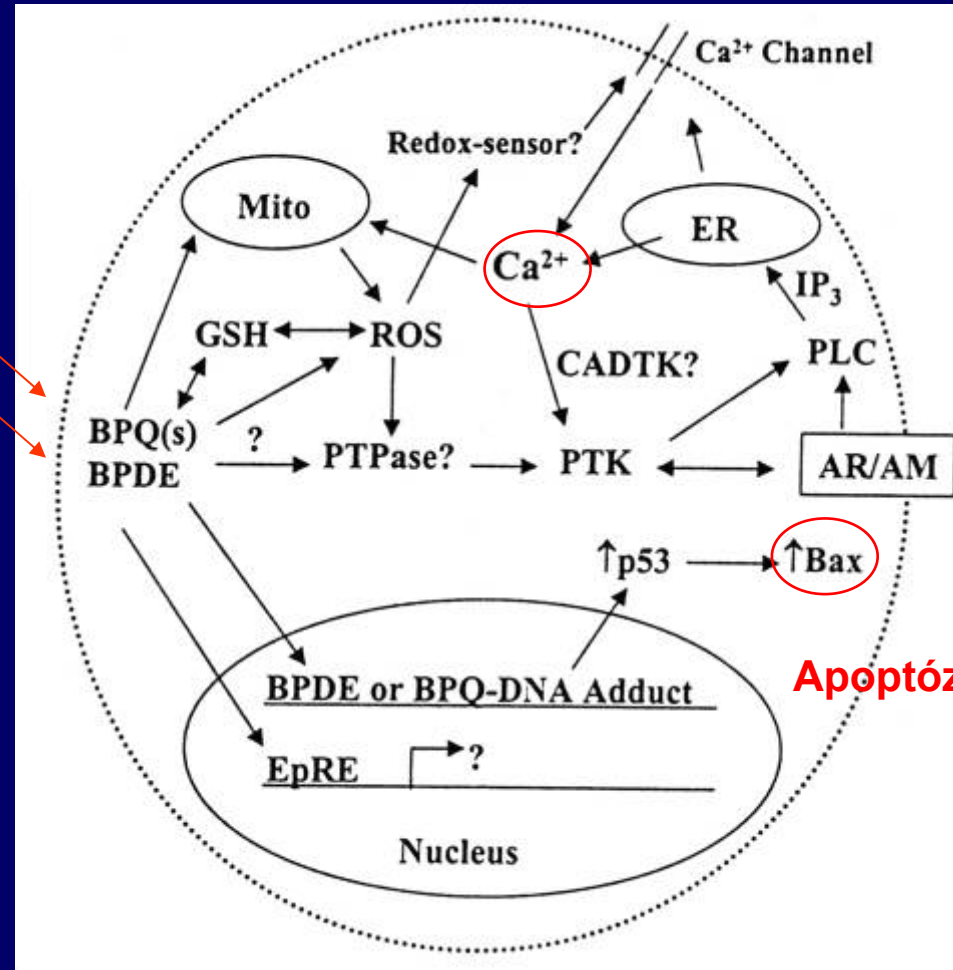 Ca²⁺ Channel
Redox-sensor?
Mito
ER
Ca²⁺
IP₃
GSH
ROS
PLC
CADTK?
BPQ(s)
BPDE
?
PTPase?
PTK
AR/AM
↑p53
↑Bax
BPDE or BPQ-DNA Adduct
Apoptóz
EpRE
?
Nucleus